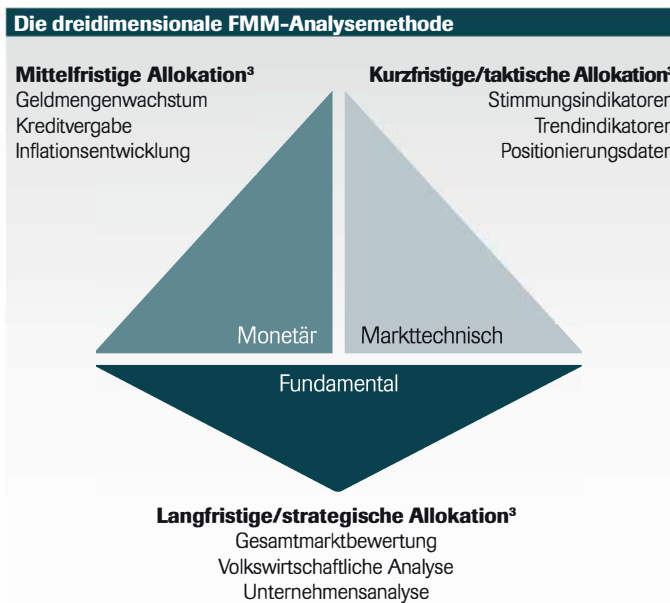 Die dreidimensionale FMM-Analysemethode
Mittelfristige Allokation³
Geldmengenwachstum
Kreditvergabe
Inflationsentwicklung
Kurzfristige/taktische Allokation³
Stimmungsindikatoren
Trendindikatoren
Positionierungsdaten
Monetär
Markttechnisch
Fundamental
Langfristige/strategische Allokation³
Gesamtmarktbewertung
Volkswirtschaftliche Analyse
Unternehmensanalyse